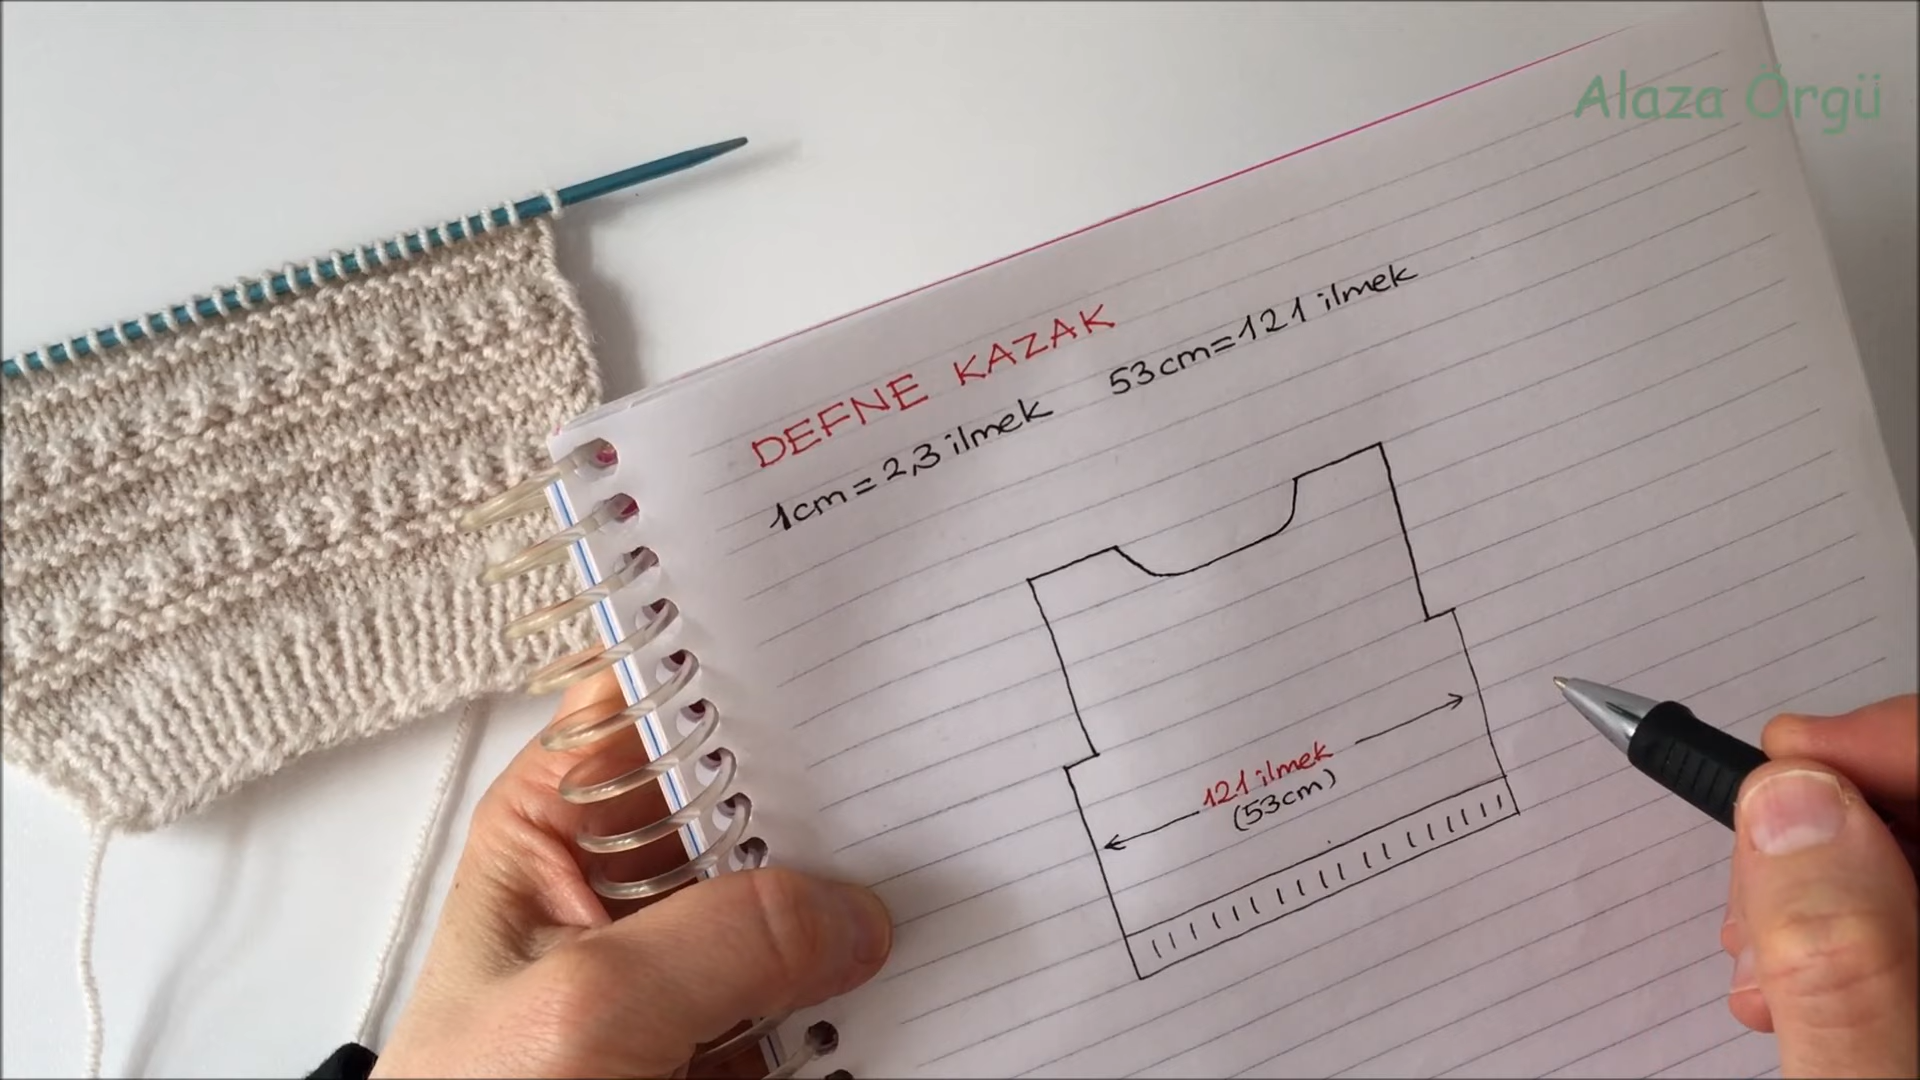 Alaza Örgü
DEFNE KAZAK
1cm = 2,3 ilmek 53cm=121 ilmek
121 ilmek
(53cm)